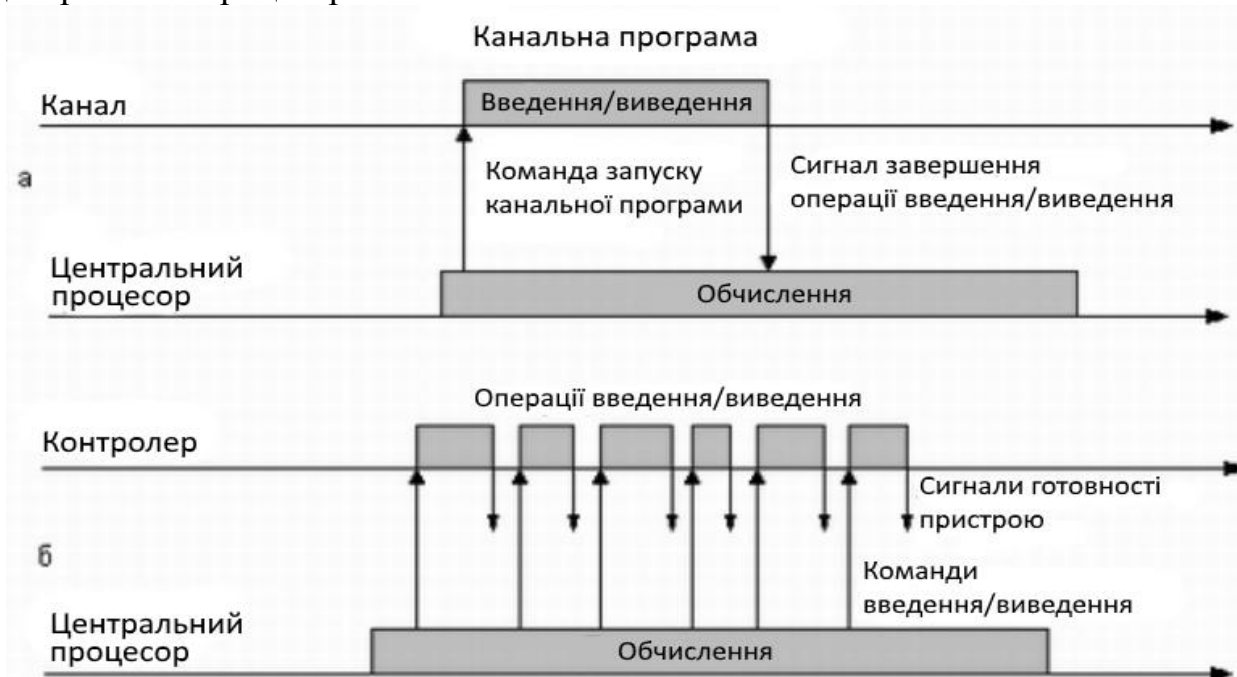 Канальна програма
Канал
Введення/виведення
а
Команда запуску
канальної програми
Сигнал завершення
операції введення/виведення
Центральний
процесор
Обчислення
Операції введення/виведення
Контролер
Сигнали готовності
пристрою
б
Команди
введення/виведення
Центральний
процесор
Обчислення